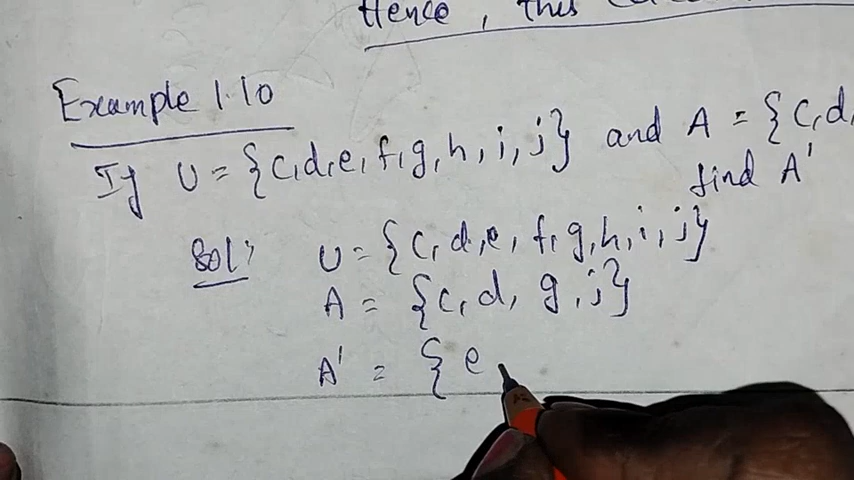 Hence, this
Example 1.10
If U = {c, d, e, f, g, h, i, j} and A = {c, d,
find A'
Sol:
U = {c, d, e, f, g, h, i, j}
A = {c, d, g, j}
A' = { e